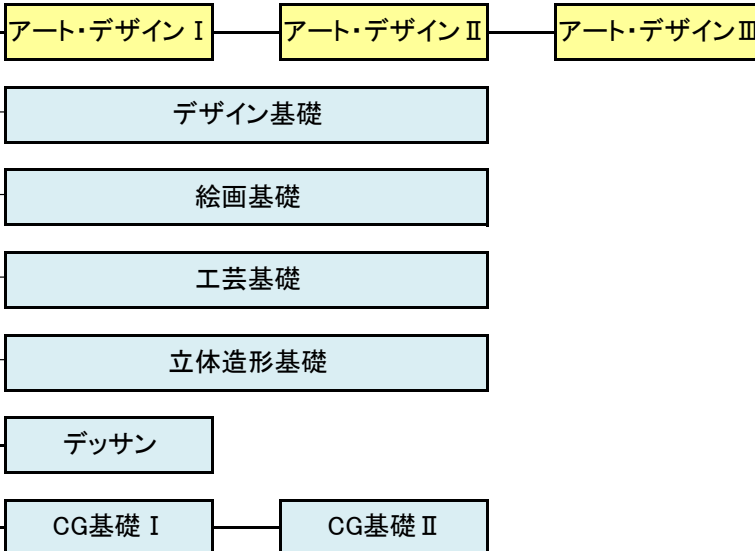 アート・デザインⅠ
アート・デザインⅡ
アート・デザインⅢ
デザイン基礎
絵画基礎
工芸基礎
立体造形基礎
デッサン
CG基礎Ⅰ
CG基礎Ⅱ